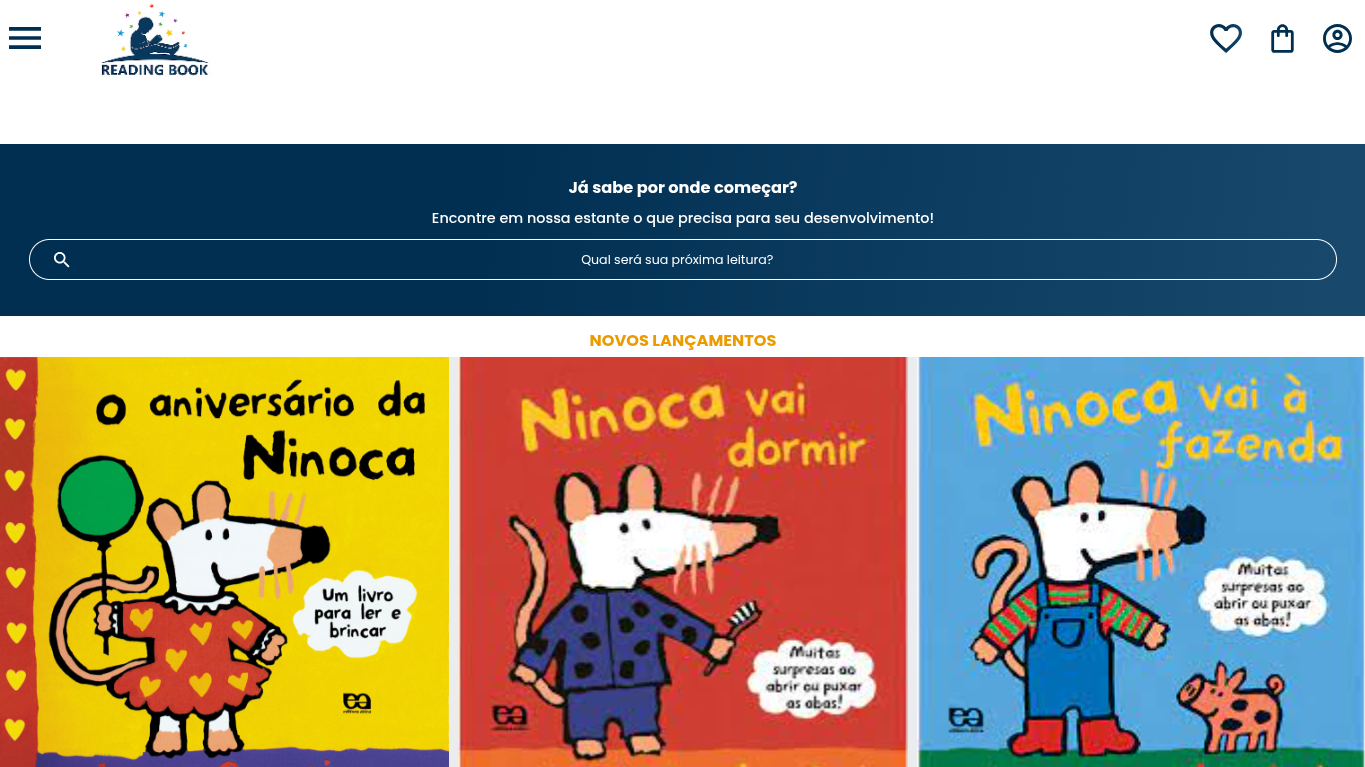 READING BOOK
Já sabe por onde começar?
Encontre em nossa estante o que precisa para seu desenvolvimento!
Qual será sua próxima leitura?
NOVOS LANÇAMENTOS
o aniversário da
Ninoca
Um livro
para ler e
brincar
ea
editora ática
Ninoca vai
dormir
Muitas
surpresas ao
abrir ou puxar
as abas!
ea
Ninoca vai à
fazenda
Muitas
surpresas ao
abrir ou puxar
as abas!
ea